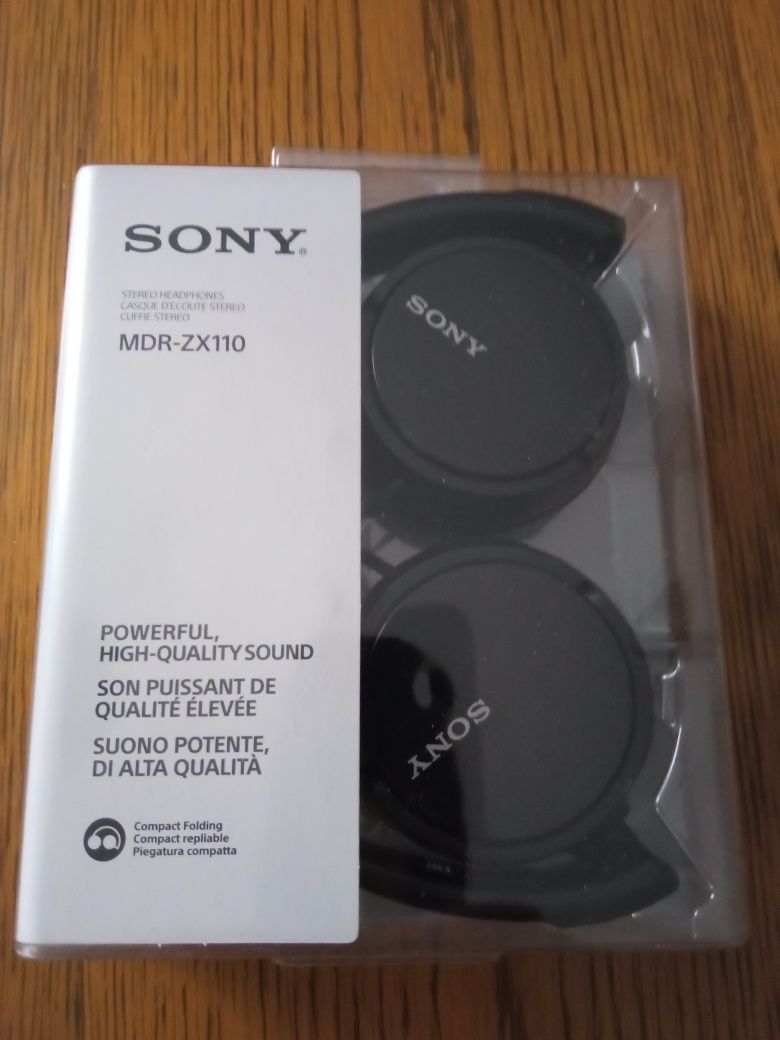 SONY®
STEREO HEADPHONES
CASQUE D'ECOUTE STEREO
CUFFIE STEREO
MDR-ZX110
POWERFUL,
HIGH-QUALITY SOUND
SON PUISSANT DE
QUALITÉ ÉLEVÉE
SUONO POTENTE,
DI ALTA QUALITÀ
Compact Folding
Compact repliable
Piegatura compatta
SONY
SONY